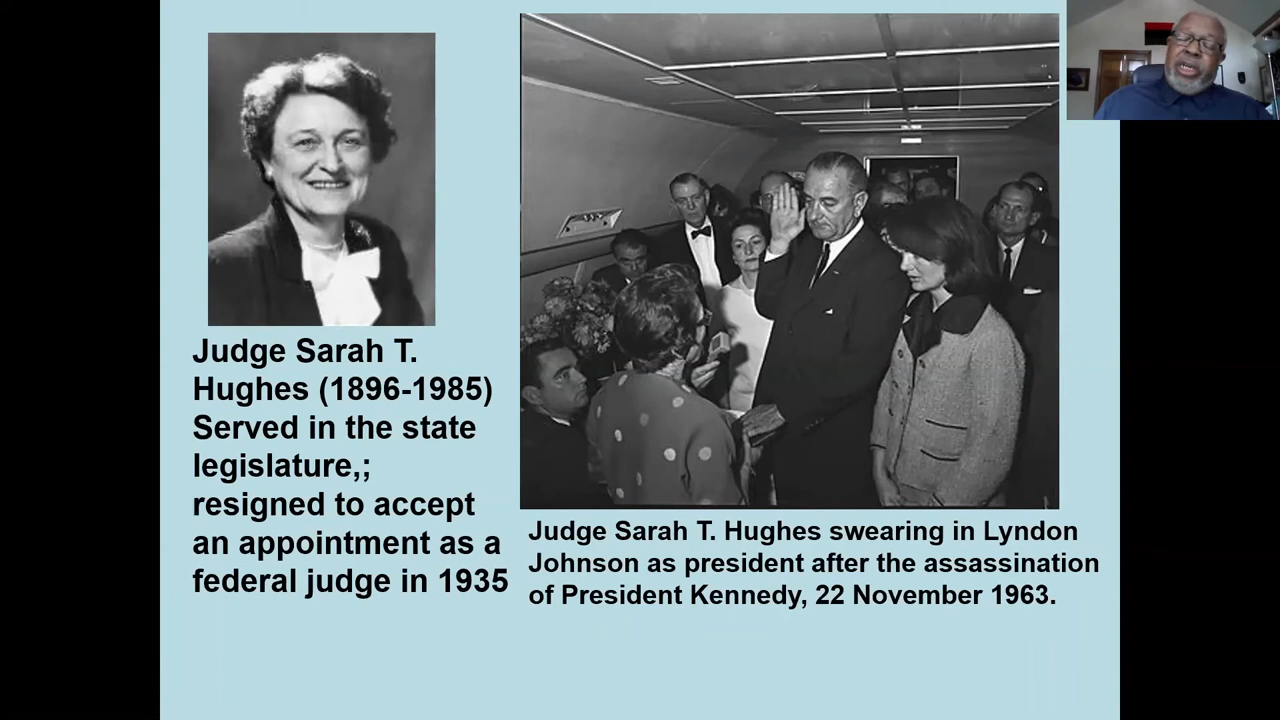 Judge Sarah T.
Hughes (1896-1985)
Served in the state
legislature,;
resigned to accept
an appointment as a
federal judge in 1935
Judge Sarah T. Hughes swearing in Lyndon
Johnson as president after the assassination
of President Kennedy, 22 November 1963.